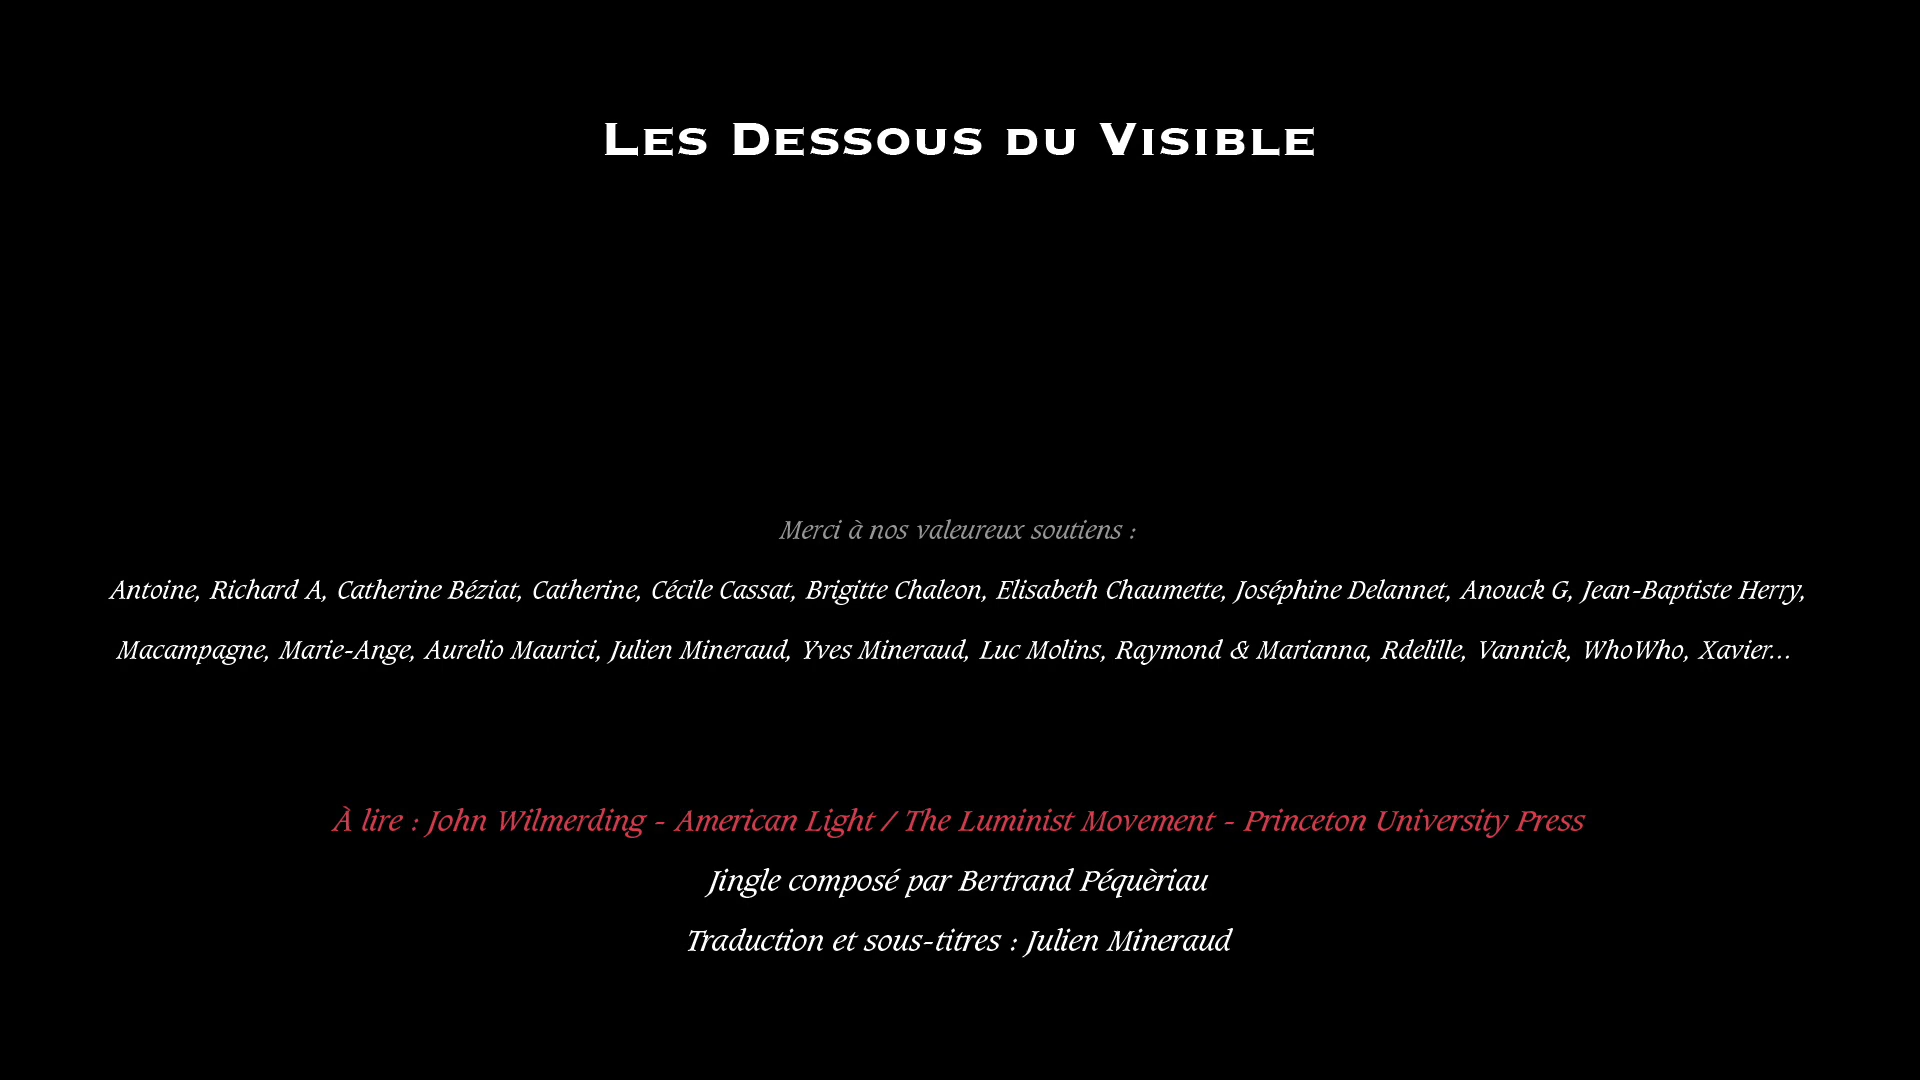 Les Dessous du Visible
Merci à nos valeureux soutiens :
Antoine, Richard A, Catherine Béziat, Catherine, Cécile Cassat, Brigitte Chaleon, Elisabeth Chaumette, Joséphine Delannet, Anouck G, Jean-Baptiste Herry,
Macampagne, Marie-Ange, Aurelio Maurici, Julien Mineraud, Yves Mineraud, Luc Molins, Raymond & Marianna, Rdelille, Vannick, WhoWho, Xavier...
À lire : John Wilmerding - American Light / The Luminist Movement - Princeton University Press
Jingle composé par Bertrand Péquèriau
Traduction et sous-titres : Julien Mineraud